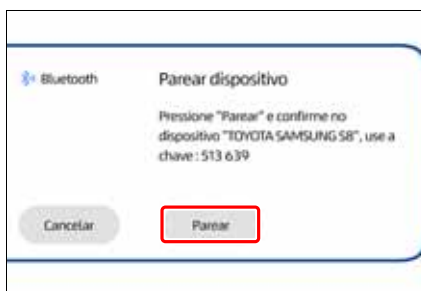 Bluetooth
Parear dispositivo
Pressione "Parear" e confirme no
dispositivo "TOYOTA SAMSUNG S8", use a
chave : 513 639
Cancelar
Parear